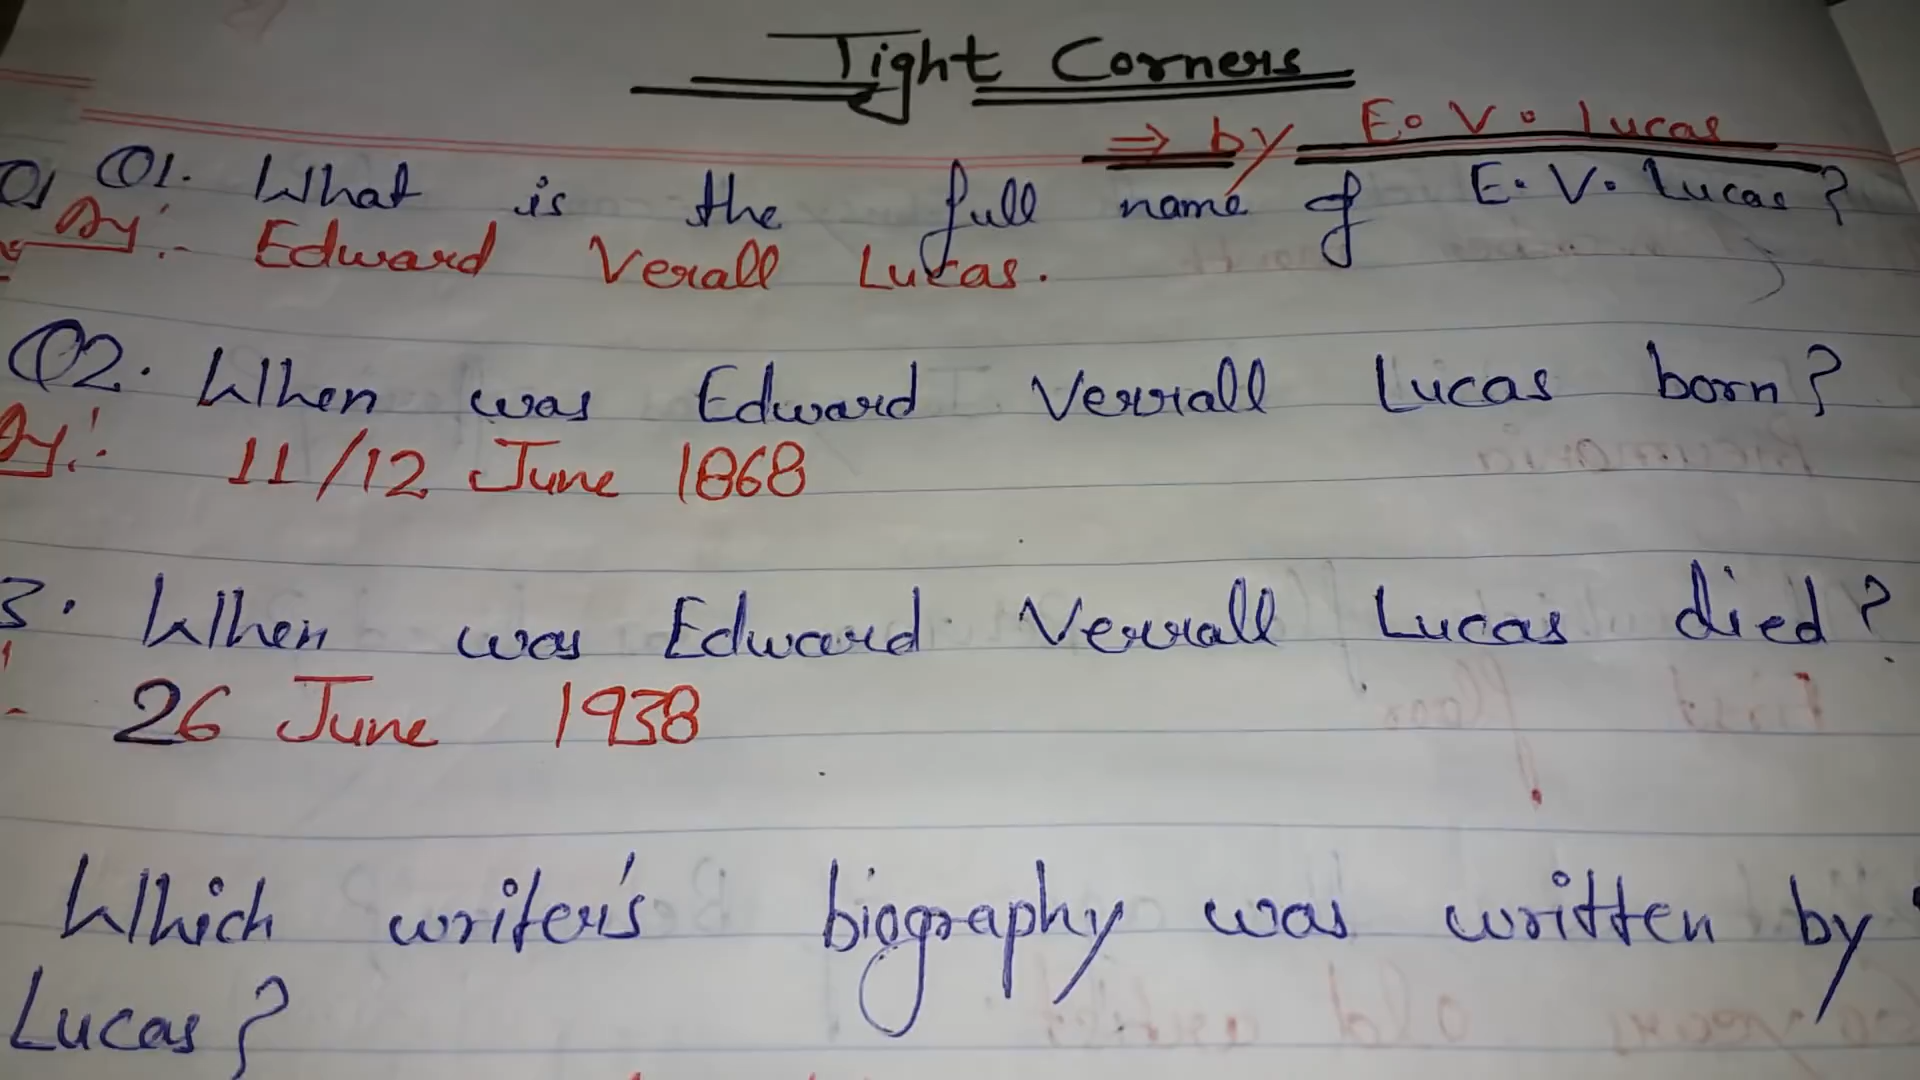 Tight Corners
⇒ by E. V. Lucas
Q1. What is the full name of E. V. Lucas?
Edward Verall Lucas.
Q2. When was Edward Verrall Lucas born?
11/12 June 1868
3. When was Edward Verrall Lucas died?
26 June 1938
Which writer's biography was written by
Lucas?